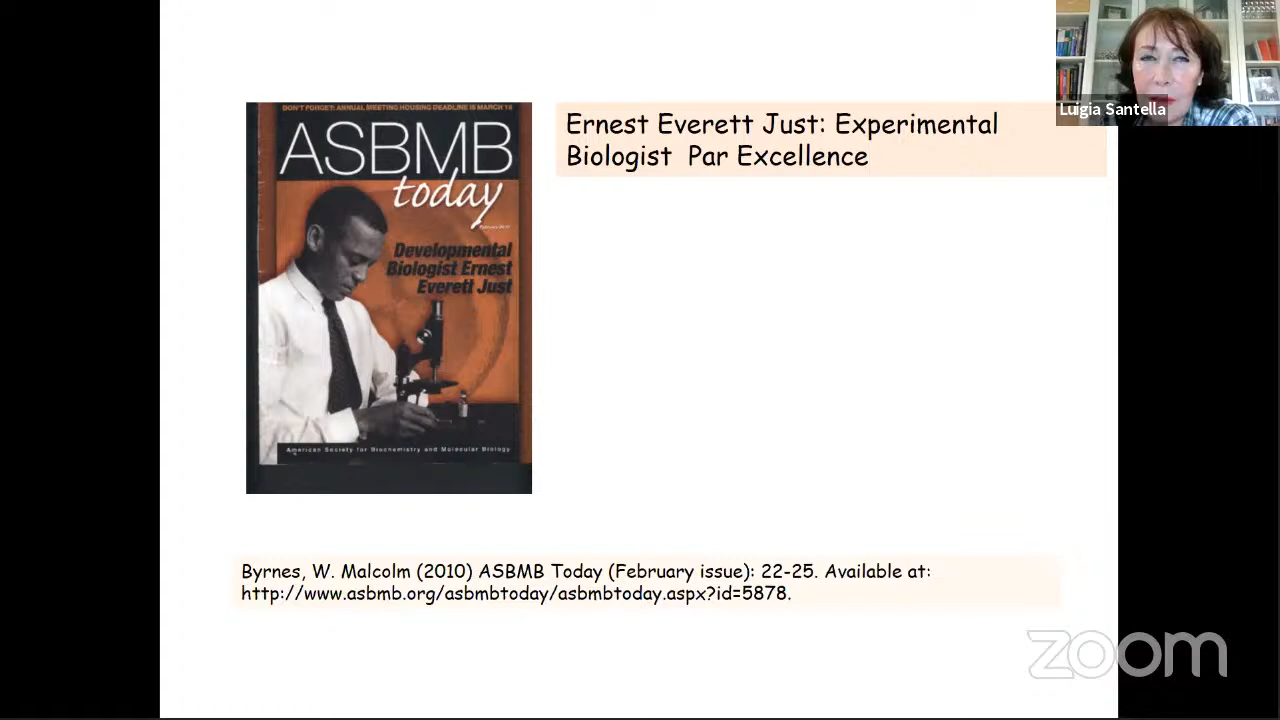 Luigia Santella
DON'T FORGET: ANNUAL MEETING HOUSING DEADLINE IS MARCH 16
ASBMB
today
Developmental
Biologist Ernest
Everett Just
American Society for Biochemistry and Molecular Biology
Ernest Everett Just: Experimental
Biologist Par Excellence
Byrnes, W. Malcolm (2010) ASBMB Today (February issue): 22-25. Available at:
http://www.asbmb.org/asbmbtoday/asbmbtoday.aspx?id=5878.
zoom